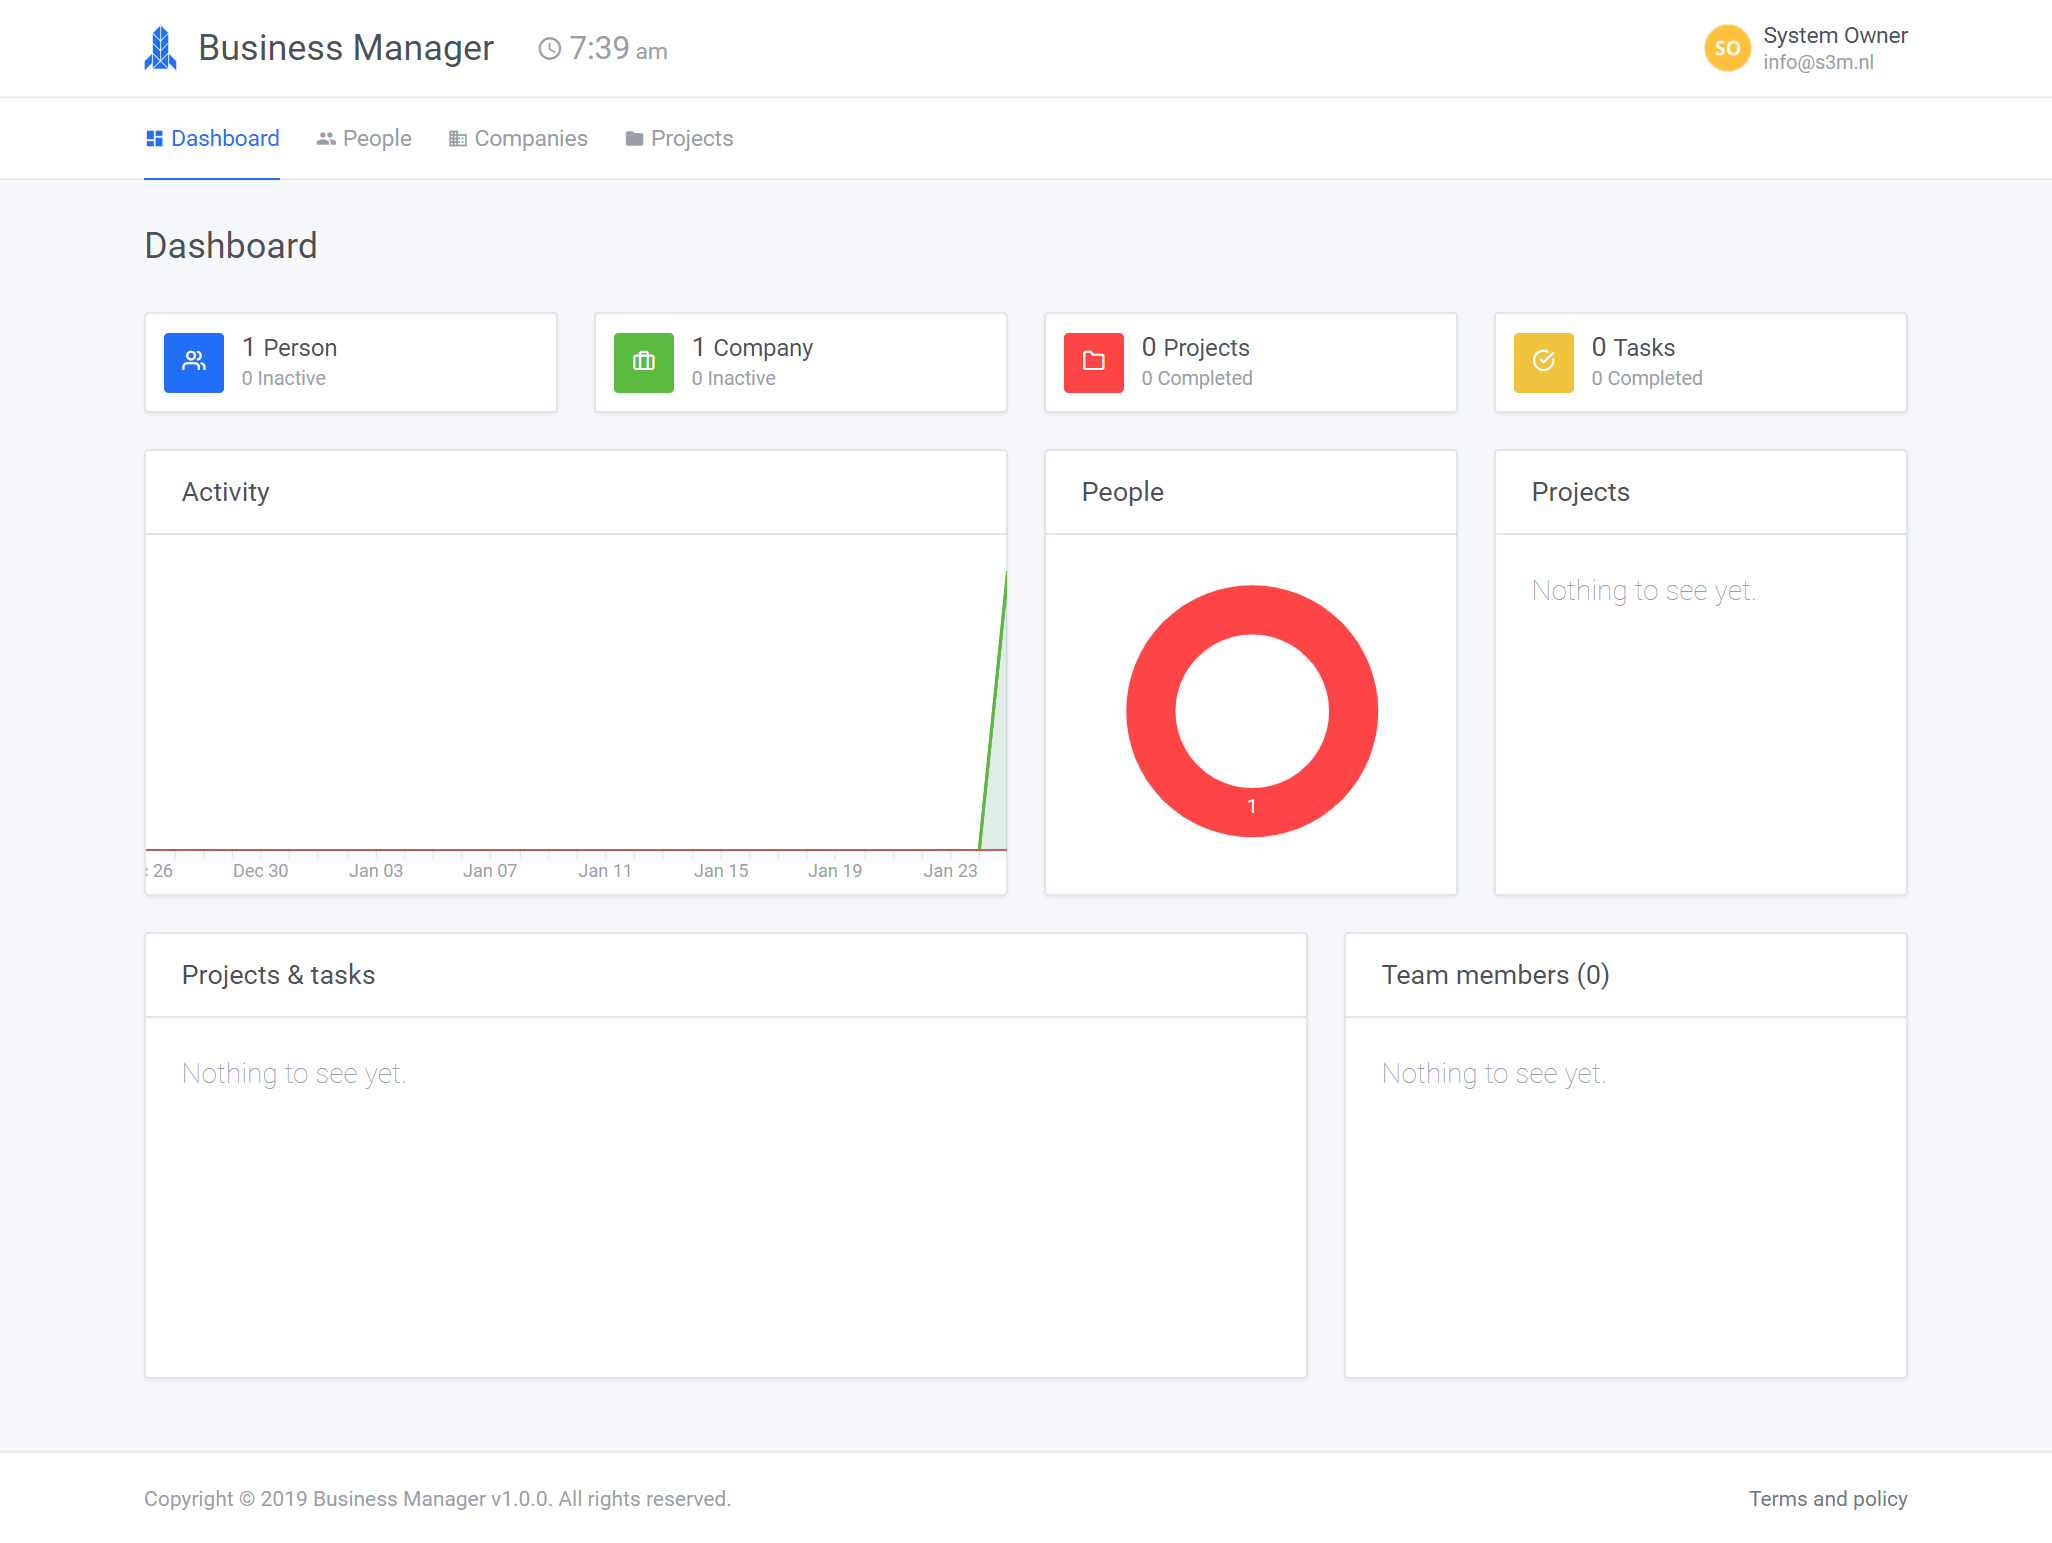 Business Manager
7:39 am
SO
System Owner
info@s3m.nl
Dashboard
People
Companies
Projects
Dashboard
1 Person
0 Inactive
1 Company
0 Inactive
0 Projects
0 Completed
0 Tasks
0 Completed
Activity
26
Dec 30
Jan 03
Jan 07
Jan 11
Jan 15
Jan 19
Jan 23
People
1
Projects
Nothing to see yet.
Projects & tasks
Nothing to see yet.
Team members (0)
Nothing to see yet.
Copyright © 2019 Business Manager v1.0.0. All rights reserved.
Terms and policy